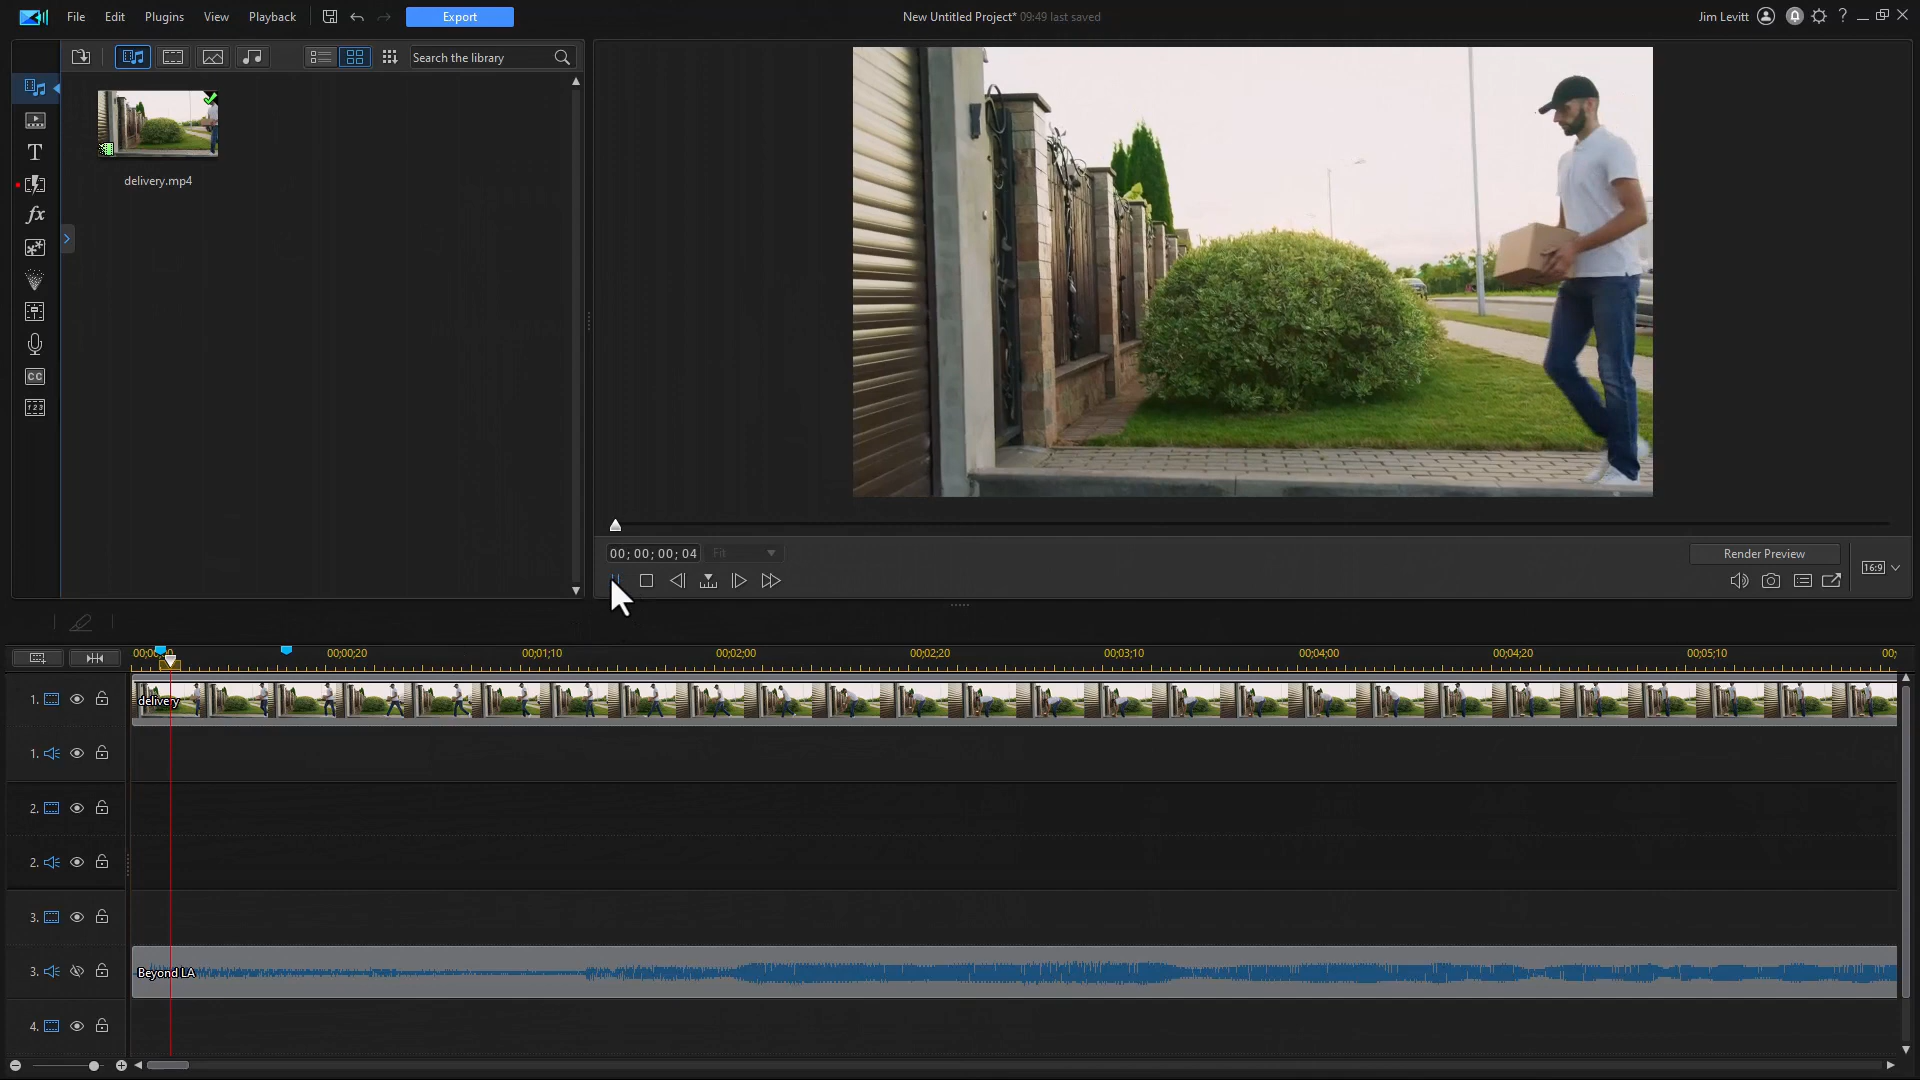 File Edit Plugins View Playback Export New Untitled Project* 09:49 last saved Jim Levitt ?
Search the library
delivery.mp4
T
fx
CC
123
00; 00; 00; 04 Fit Render Preview
16:9
00;00;20 00;01;10 00;02;00 00;02;20 00;03;10 00;04;00 00;04;20 00;05;10
1. delivery
1.
2.
2.
3.
3. Beyond LA
4.